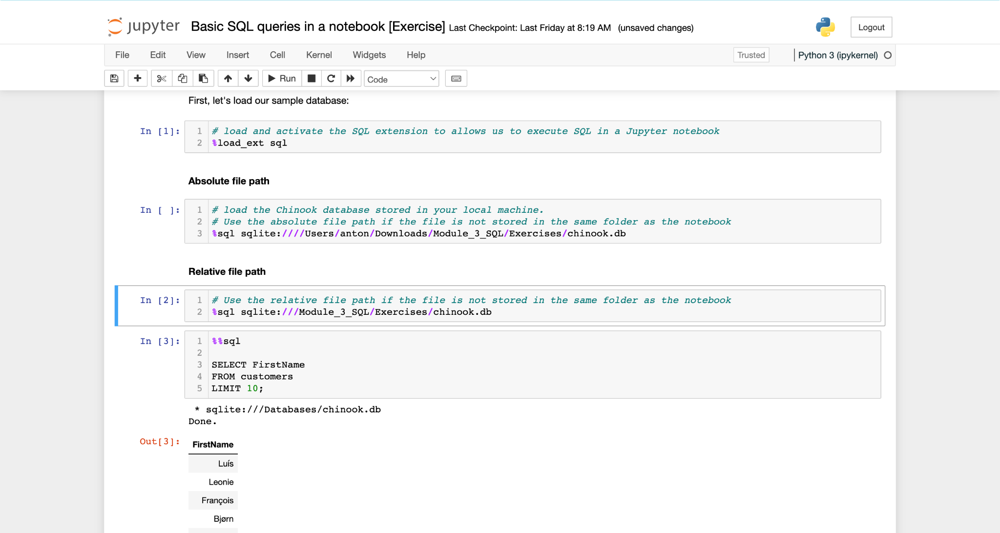 jupyter Basic SQL queries in a notebook [Exercise] Last Checkpoint: Last Friday at 8:19 AM (unsaved changes) Logout
File Edit View Insert Cell Kernel Widgets Help Trusted Python 3 (ipykernel)
Run Code
First, let's load our sample database:
In [1]: 1 # load and activate the SQL extension to allows us to execute SQL in a Jupyter notebook
2 %load_ext sql
Absolute file path
In [ ]: 1 # load the Chinook database stored in your local machine.
2 # Use the absolute file path if the file is not stored in the same folder as the notebook
3 %sql sqlite:////Users/anton/Downloads/Module_3_SQL/Exercises/chinook.db
Relative file path
In [2]: 1 # Use the relative file path if the file is not stored in the same folder as the notebook
2 %sql sqlite:///Module_3_SQL/Exercises/chinook.db
In [3]: 1 %%sql
2
3 SELECT FirstName
4 FROM customers
5 LIMIT 10;
* sqlite:///Databases/chinook.db
Done.
Out[3]: FirstName
Luís
Leonie
François
Bjørn